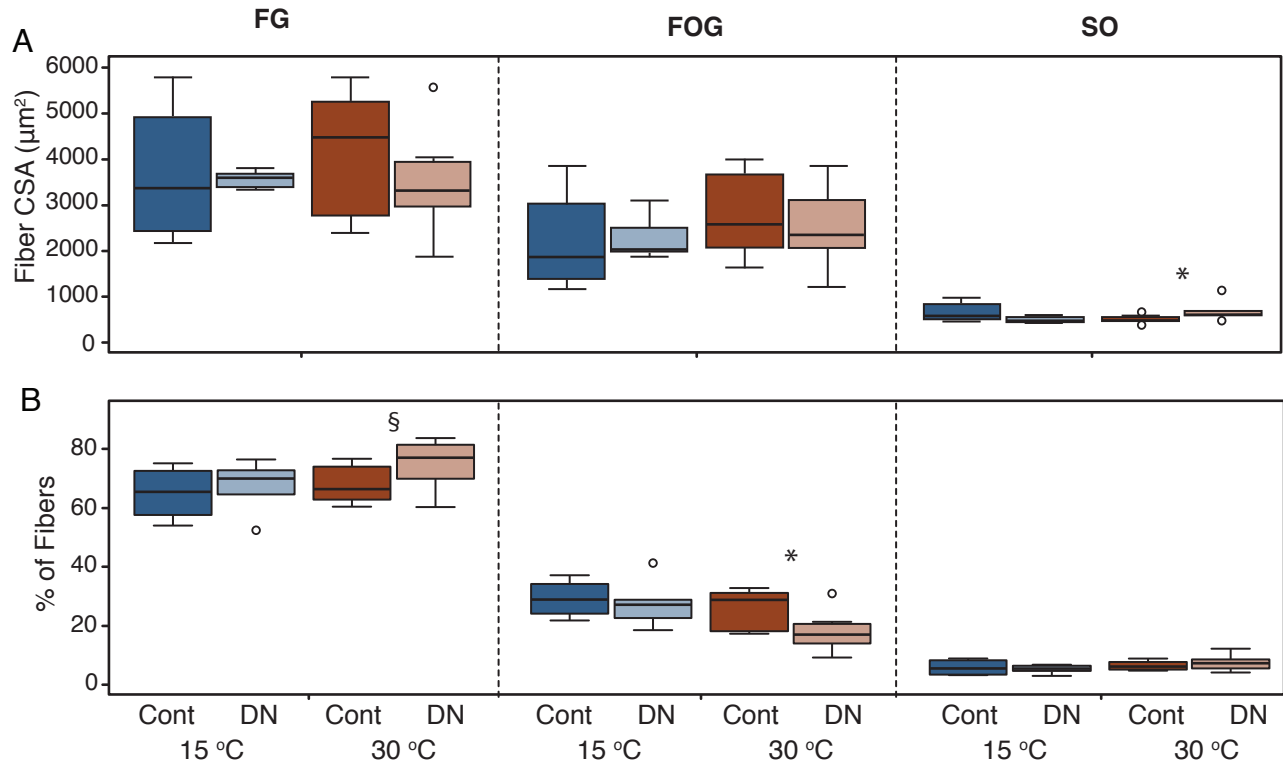 FG FOG SO
A
Fiber CSA (µm²)
6000
5000
4000
3000
2000
1000
0
*
B
% of Fibers
80
60
40
20
0
§
*
Cont DN Cont DN Cont DN Cont DN Cont DN Cont DN
15 °C 30 °C 15 °C 30 °C 15 °C 30 °C